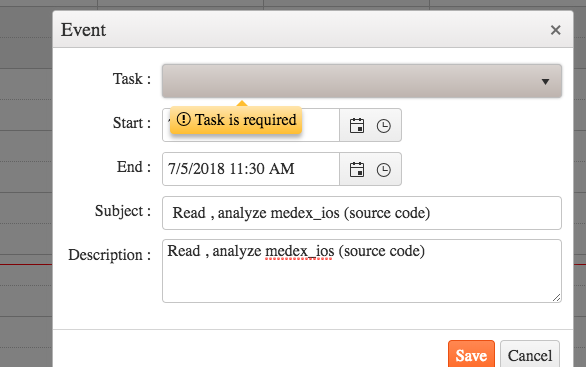 Event
Task :
Task is required
Start :
End :
7/5/2018 11:30 AM
Subject :
Read , analyze medex_ios (source code)
Description :
Read , analyze medex_ios (source code)
Save
Cancel